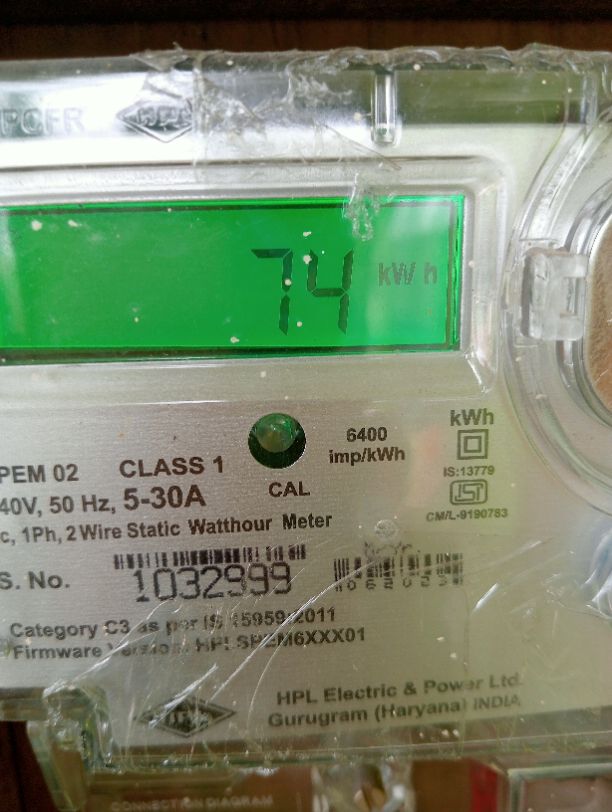 74 kW h
kWh
6400
imp/kWh
IS:13779
CM/L-9190783
PEM 02 CLASS 1
CAL
40V, 50 Hz, 5-30A
c, 1Ph, 2 Wire Static Watthour Meter
S. No. 1032999
Category C3 as per IS 15959:2011
Firmware Version: HPLSPEM6XXX01
HPL Electric & Power Ltd.
Gurugram (Haryana) INDIA
CONNECTION DIAGRAM